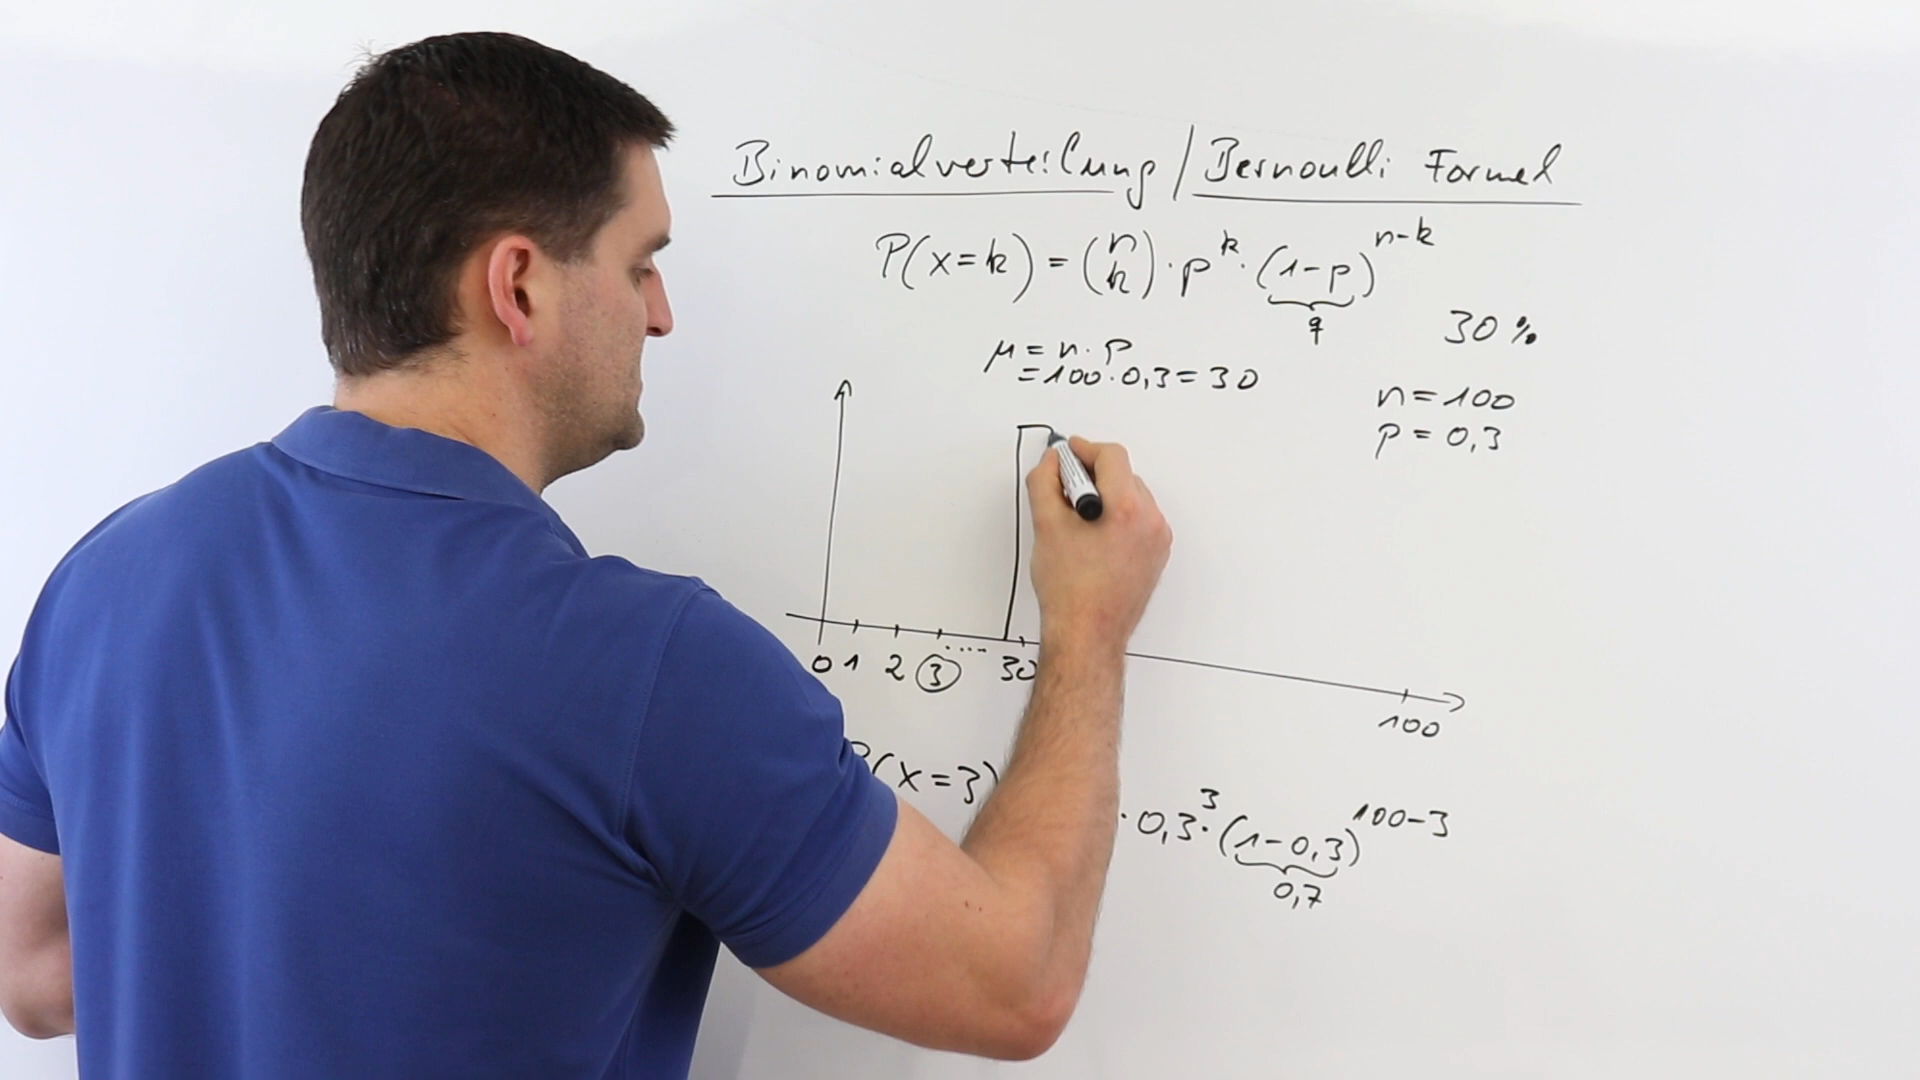 Binomialverteilung / Bernoulli Formel
P(x=k) = (n k) · p^k · (1-p)^n-k
q
30 %
μ = n · p
= 100 · 0,3 = 30
n = 100
p = 0,3
0 1 2 3 .... 30
100
P(x=3)
· 0,3^3 · (1-0,3)^100-3
0,7